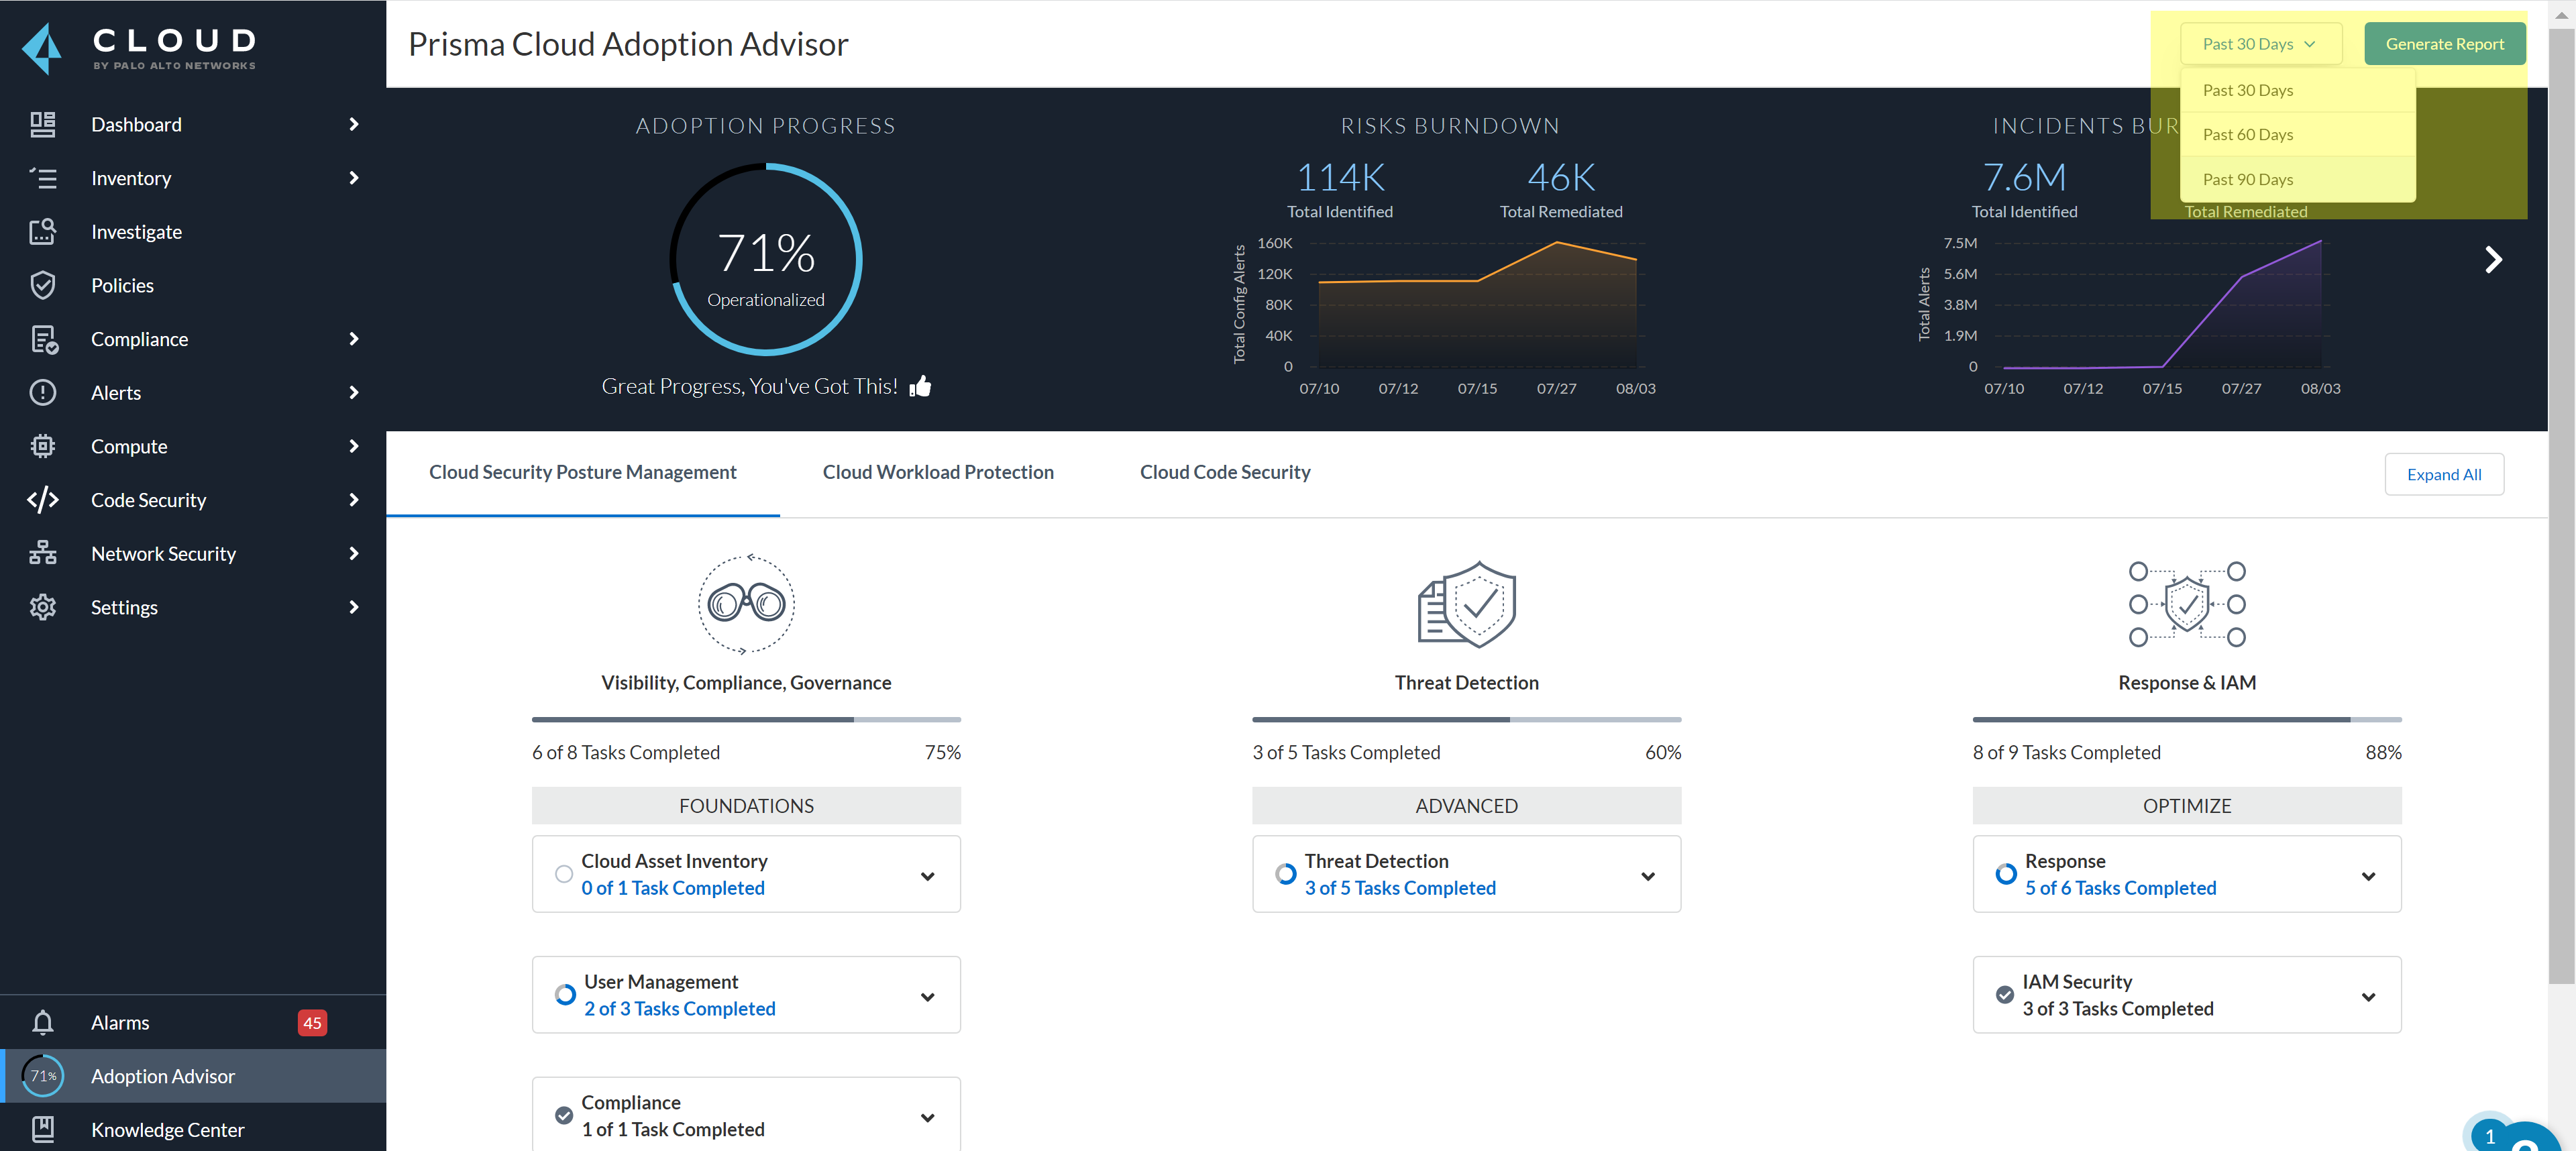 CLOUD
BY PALO ALTO NETWORKS
Dashboard
Inventory
Investigate
Policies
Compliance
Alerts
Compute
Code Security
Network Security
Settings
Alarms 45
71% Adoption Advisor
Knowledge Center
Prisma Cloud Adoption Advisor
Past 30 Days
Generate Report
Past 30 Days
Past 60 Days
Past 90 Days
ADOPTION PROGRESS
71%
Operationalized
Great Progress, You've Got This!
RISKS BURNDOWN
114K 46K
Total Identified Total Remediated
Total Config Alerts
160K
120K
80K
40K
0
07/10 07/12 07/15 07/27 08/03
INCIDENTS BUR
7.6M
Total Identified Total Remediated
Total Alerts
7.5M
5.6M
3.8M
1.9M
0
07/10 07/12 07/15 07/27 08/03
Cloud Security Posture Management Cloud Workload Protection Cloud Code Security
Expand All
Visibility, Compliance, Governance
6 of 8 Tasks Completed 75%
FOUNDATIONS
Cloud Asset Inventory
0 of 1 Task Completed
User Management
2 of 3 Tasks Completed
Compliance
1 of 1 Task Completed
Threat Detection
3 of 5 Tasks Completed 60%
ADVANCED
Threat Detection
3 of 5 Tasks Completed
Response & IAM
8 of 9 Tasks Completed 88%
OPTIMIZE
Response
5 of 6 Tasks Completed
IAM Security
3 of 3 Tasks Completed
1